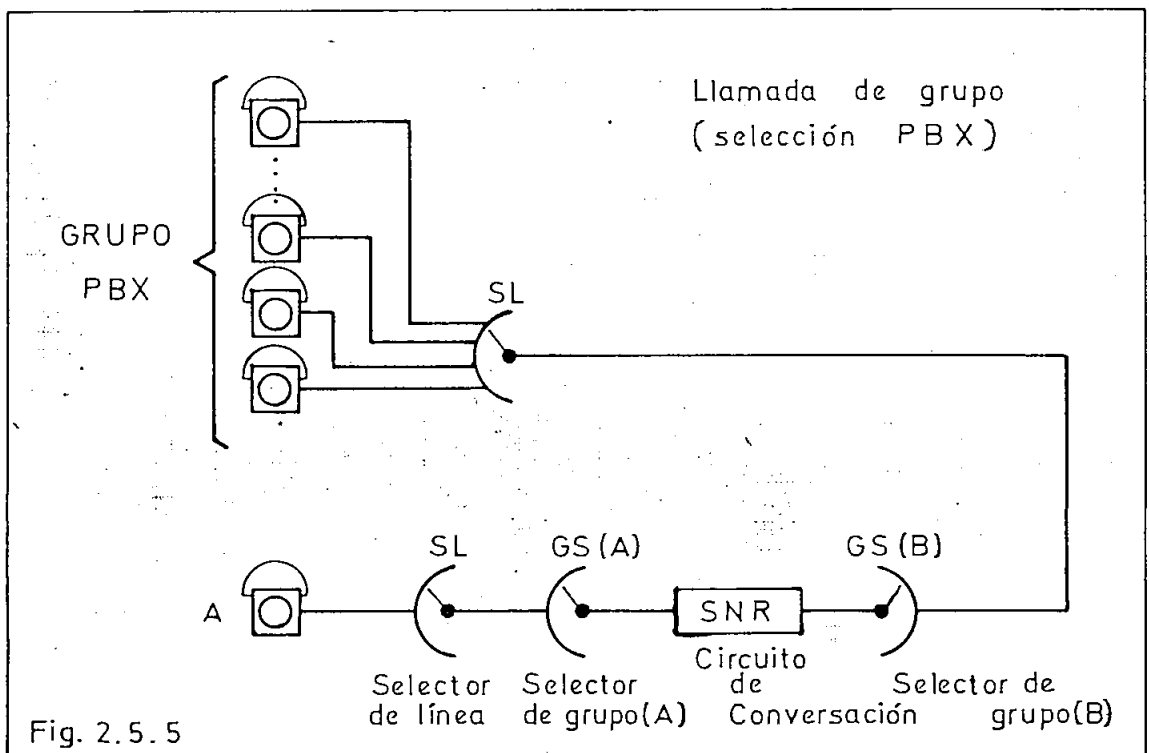 Llamada de grupo
(selección PBX)
GRUPO
PBX
SL
A
SL
GS(A)
GS(B)
SNR
Selector
de línea
Selector
de grupo(A)
Circuito
de
Conversación
Selector de
grupo(B)
Fig. 2.5.5